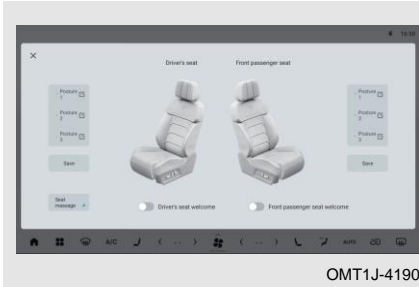 14:30
Driver's seat
Front passenger seat
Posture
1
Posture
2
Posture
3
Save
Posture
1
Posture
2
Posture
3
Save
Seat
massage
Driver's seat welcome
Front passenger seat welcome
A/C
AUTO
OMT1J-4190